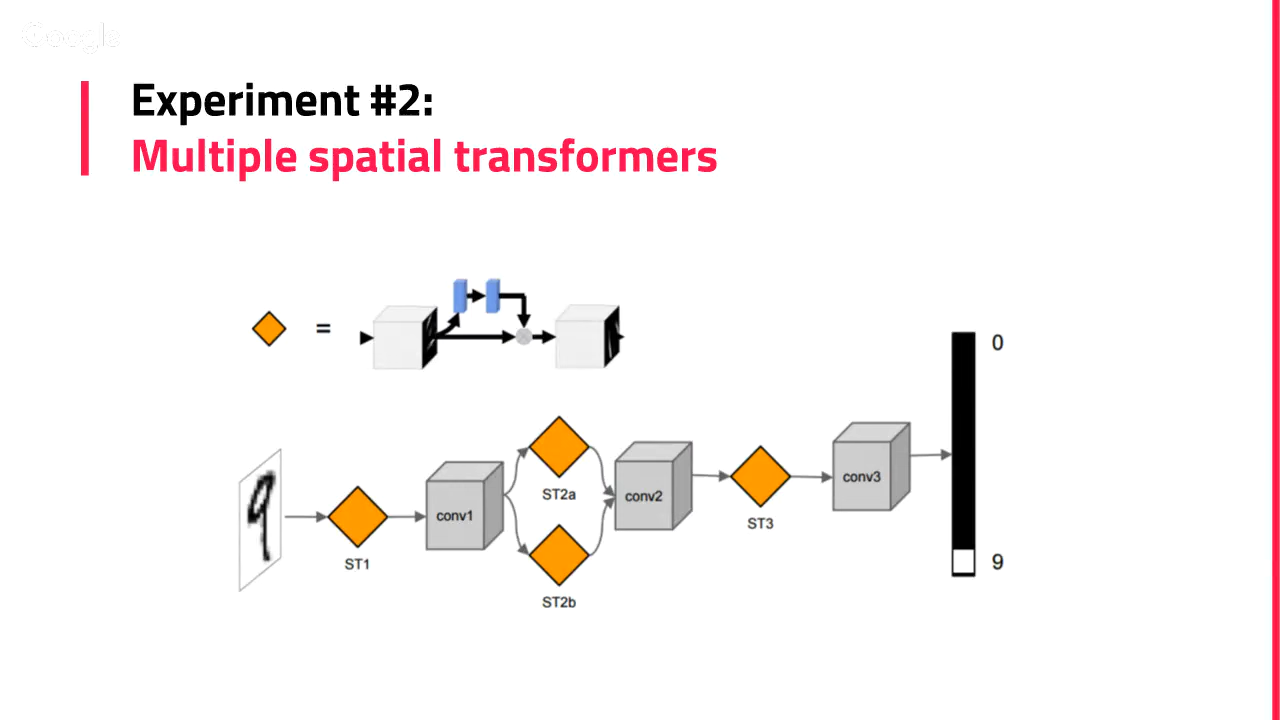 Google
Experiment #2:
Multiple spatial transformers
=
0
ST2a
conv1
conv2
conv3
ST3
ST1
ST2b
9